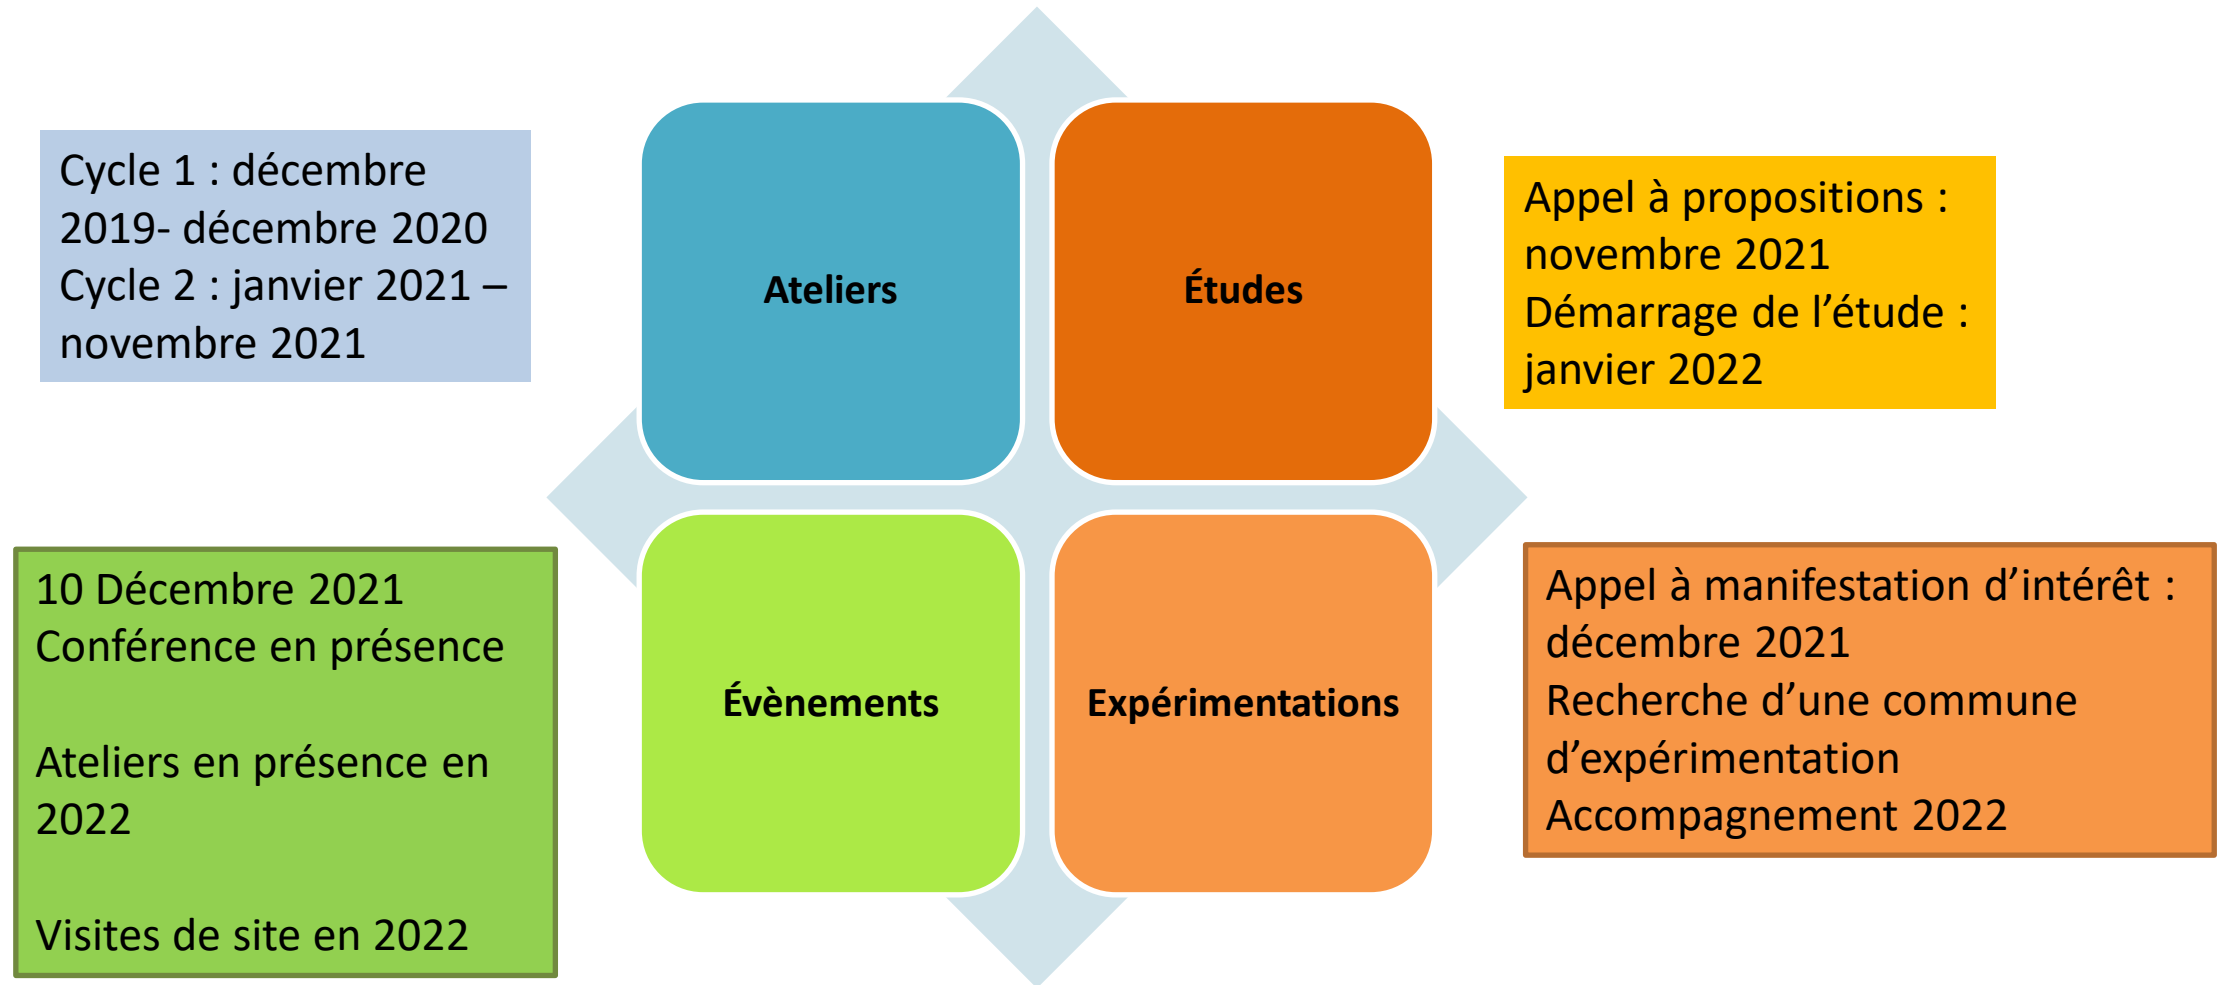 Cycle 1 : décembre
2019- décembre 2020
Cycle 2 : janvier 2021 –
novembre 2021
Ateliers
Études
Appel à propositions :
novembre 2021
Démarrage de l’étude :
janvier 2022
10 Décembre 2021
Conférence en présence
Ateliers en présence en
2022
Visites de site en 2022
Évènements
Expérimentations
Appel à manifestation d’intérêt :
décembre 2021
Recherche d’une commune
d’expérimentation
Accompagnement 2022